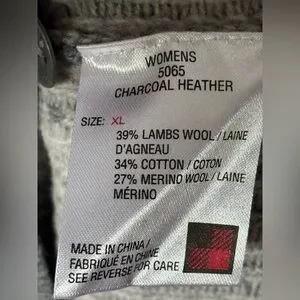 WOMENS
5065
CHARCOAL HEATHER
SIZE: XL
39% LAMBS WOOL / LAINE
D'AGNEAU
34% COTTON / COTON
27% MERINO WOOL / LAINE
MÉRINO
MADE IN CHINA/
FABRIQUÉ EN CHINE
SEE REVERSE FOR CARE